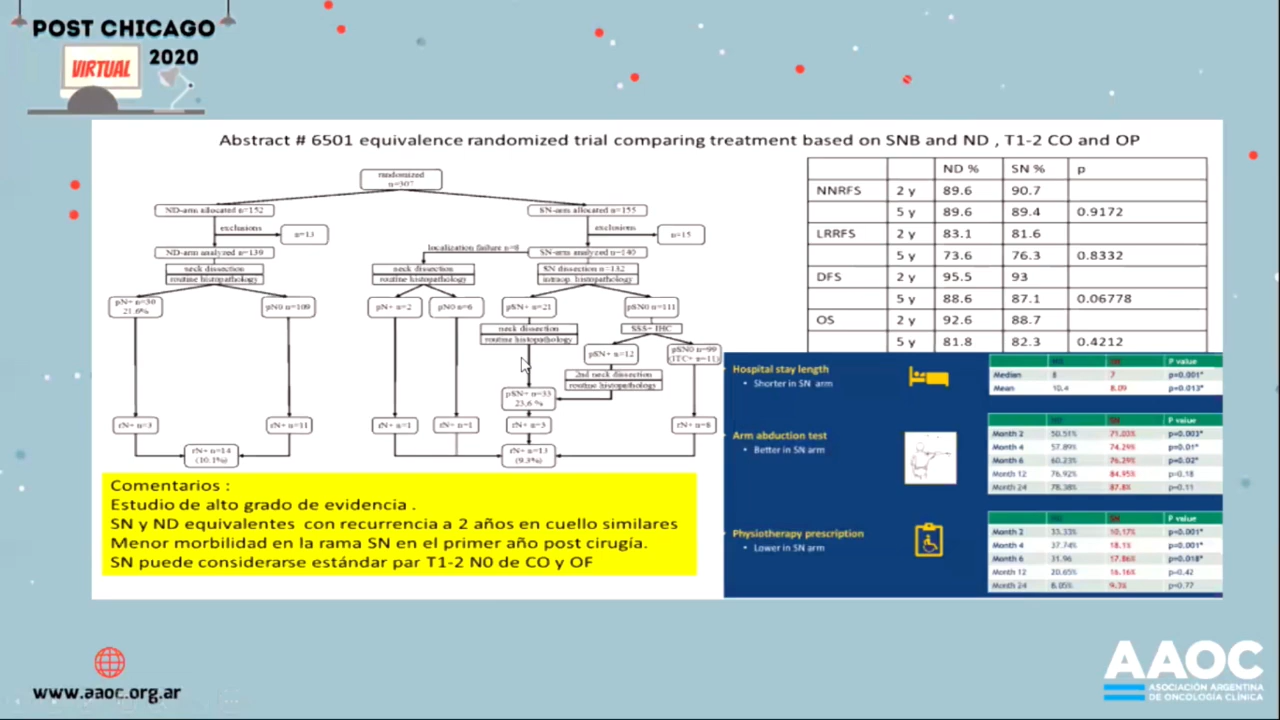 POST CHICAGO
2020
VIRTUAL
Abstract # 6501 equivalence randomized trial comparing treatment based on SNB and ND , T1-2 CO and OP
randomized
n=307
ND-arm allocated n=152
SN-arm allocated n=155
exclusions
n=13
exclusions
n=15
ND-arm analyzed n=139
localization failure n=8
SN-arm analyzed n=140
neck dissection
routine histopathology
neck dissection
routine histopathology
SN dissection n=132
intraop. histopathol.
pN+ n=30
21.6%
pN0 n=109
pN+ n=2
pN0 n=6
pSN+ n=21
pSN0 n=111
neck dissection
routine histopathology
SSS+ IHC
pSN+ n=12
pSN0 n=99
(ITC+ n=11)
2nd neck dissection
routine histopathology
pSN+ n=33
23,6 %
rN+ n=3
rN+ n=11
rN+ n=1
rN+ n=1
rN+ n=3
rN+ n=8
rN+ n=14
(10.1%)
rN+ n=13
(9.3%)
ND % SN % p
NNRFS 2 y 89.6 90.7
5 y 89.6 89.4 0.9172
LRRFS 2 y 83.1 81.6
5 y 73.6 76.3 0.8332
DFS 2 y 95.5 93
5 y 88.6 87.1 0.06778
OS 2 y 92.6 88.7
5 y 81.8 82.3 0.4212
Hospital stay length
• Shorter in SN arm
P value
Median 8 7 p=0.001*
Mean 10.4 8.09 p=0.013*
Arm abduction test
• Better in SN arm
P value
Month 2 50.51% 71.03% p=0.003*
Month 4 57.89% 74.29% p=0.01*
Month 6 60.23% 76.29% p=0.02*
Month 12 76.92% 84.95% p=0.18
Month 24 78.38% 87.8% p=0.11
Physiotherapy prescription
• Lower in SN arm
P value
Month 2 33.33% 10.17% p=0.001*
Month 4 37.74% 18.1% p=0.001*
Month 6 31.96 17.86% p=0.018*
Month 12 20.65% 16.16% p=0.42
Month 24 8.05% 9.3% p=0.77
Comentarios :
Estudio de alto grado de evidencia .
SN y ND equivalentes con recurrencia a 2 años en cuello similares
Menor morbilidad en la rama SN en el primer año post cirugía.
SN puede considerarse estándar par T1-2 N0 de CO y OF
www.aaoc.org.ar
AAOC
ASOCIACIÓN ARGENTINA
DE ONCOLOGÍA CLÍNICA